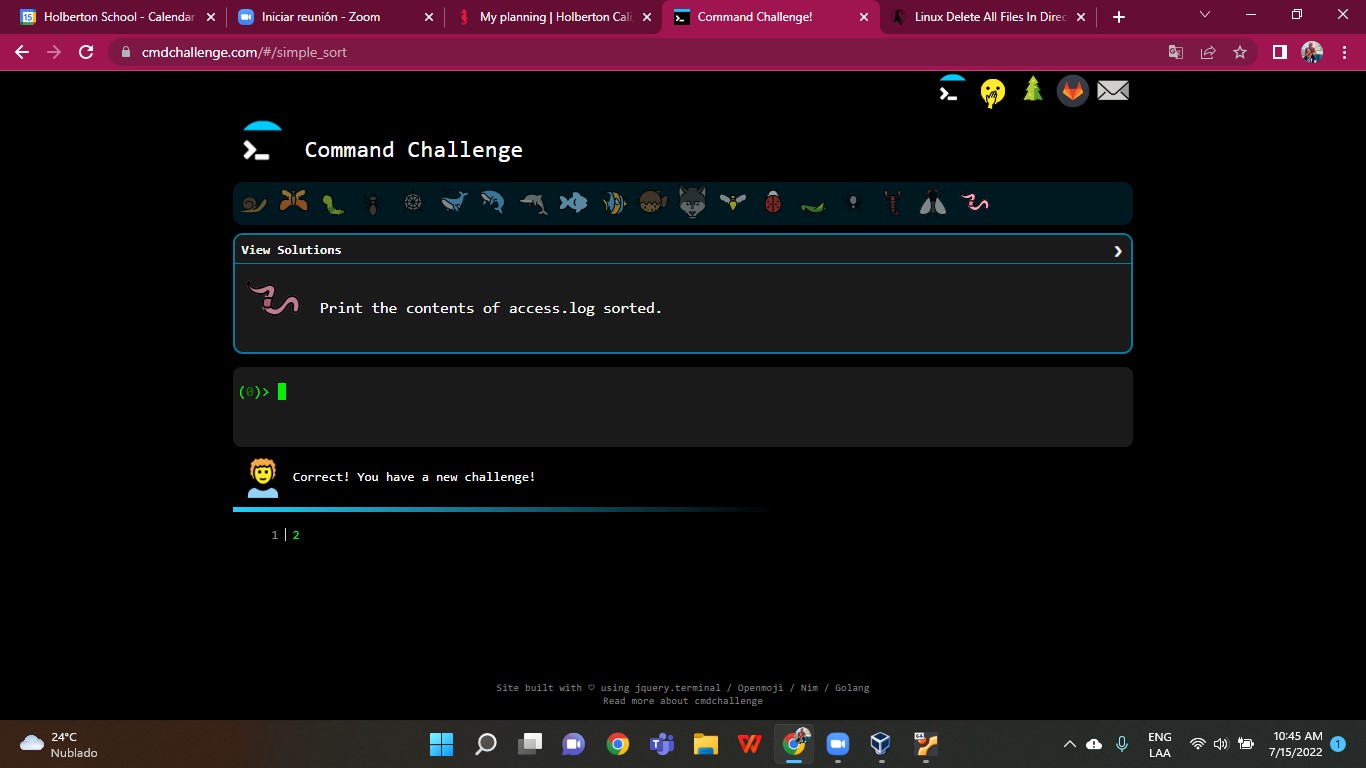 Holberton School - Calendar
Iniciar reunión - Zoom
My planning | Holberton Cali
Command Challenge!
Linux Delete All Files In Direc
cmdchallenge.com/#/simple_sort
Command Challenge
View Solutions
Print the contents of access.log sorted.
(0)>
Correct! You have a new challenge!
1 | 2
Site built with ♡ using jquery.terminal / Openmoji / Nim / Golang
Read more about cmdchallenge
24°C
Nublado
ENG
LAA
10:45 AM
7/15/2022
1